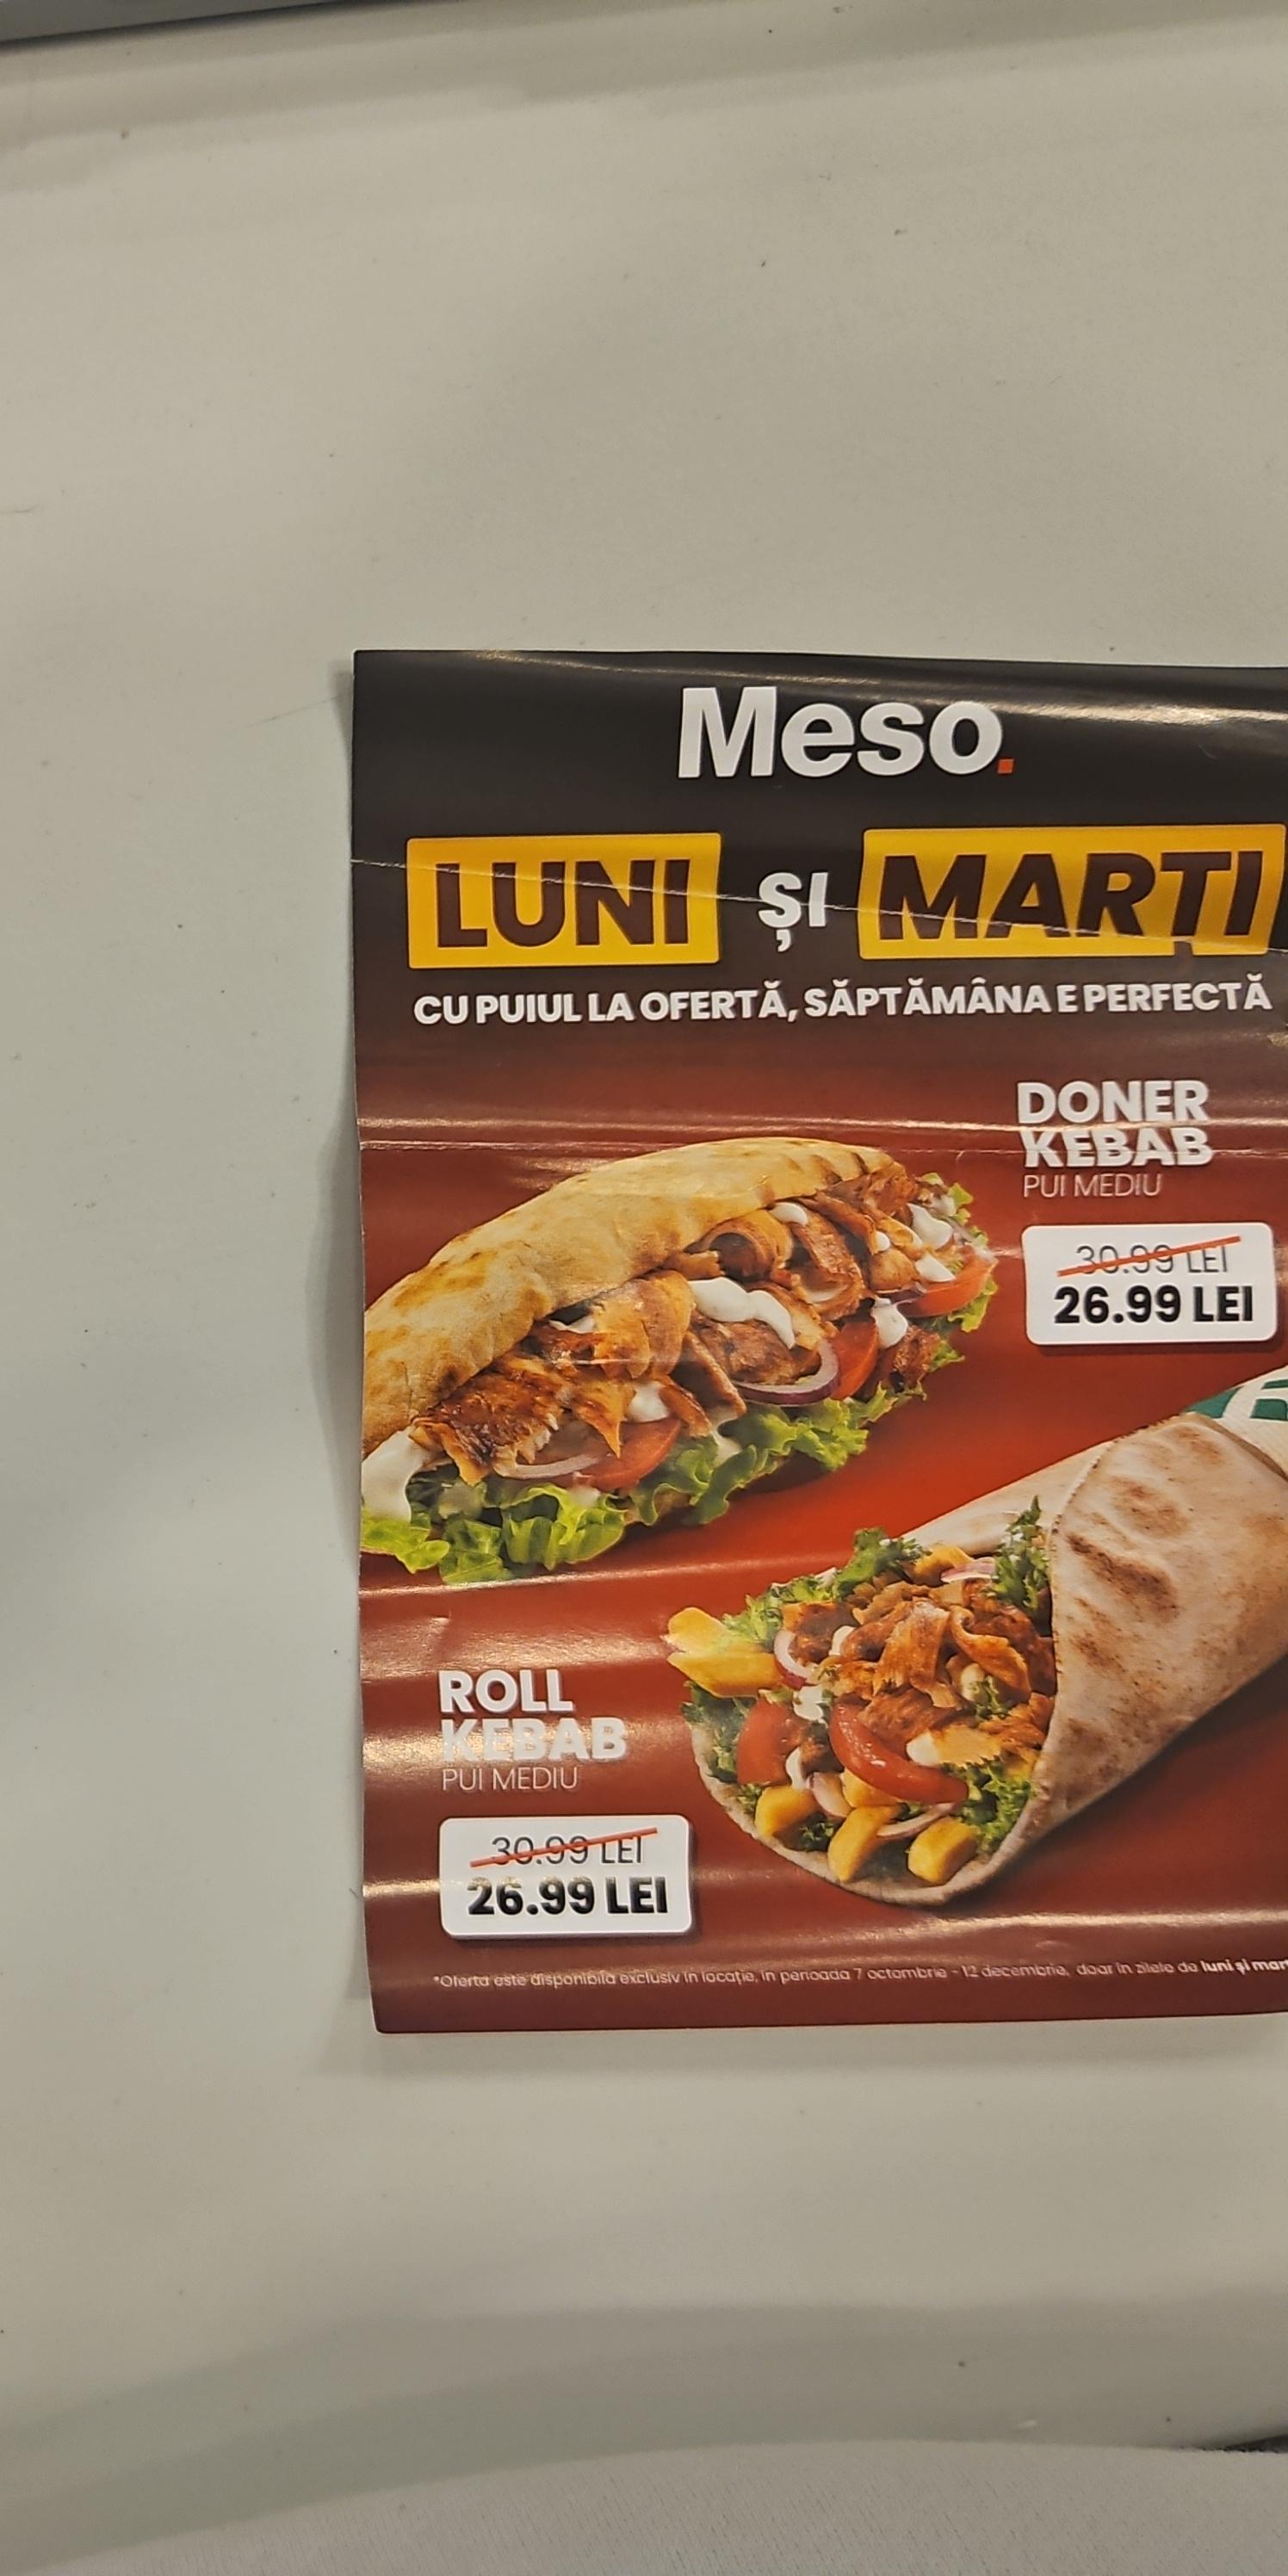 Meso.
LUNI ȘI MARȚI
CU PUIUL LA OFERTĂ, SĂPTĂMÂNA E PERFECTĂ
DONER
KEBAB
PUI MEDIU
30.99 LEI
26.99 LEI
ROLL
KEBAB
PUI MEDIU
30.99 LEI
26.99 LEI
*Oferta este disponibilă exclusiv în locație, în perioada 7 octombrie - 12 decembrie, doar în zilele de luni și